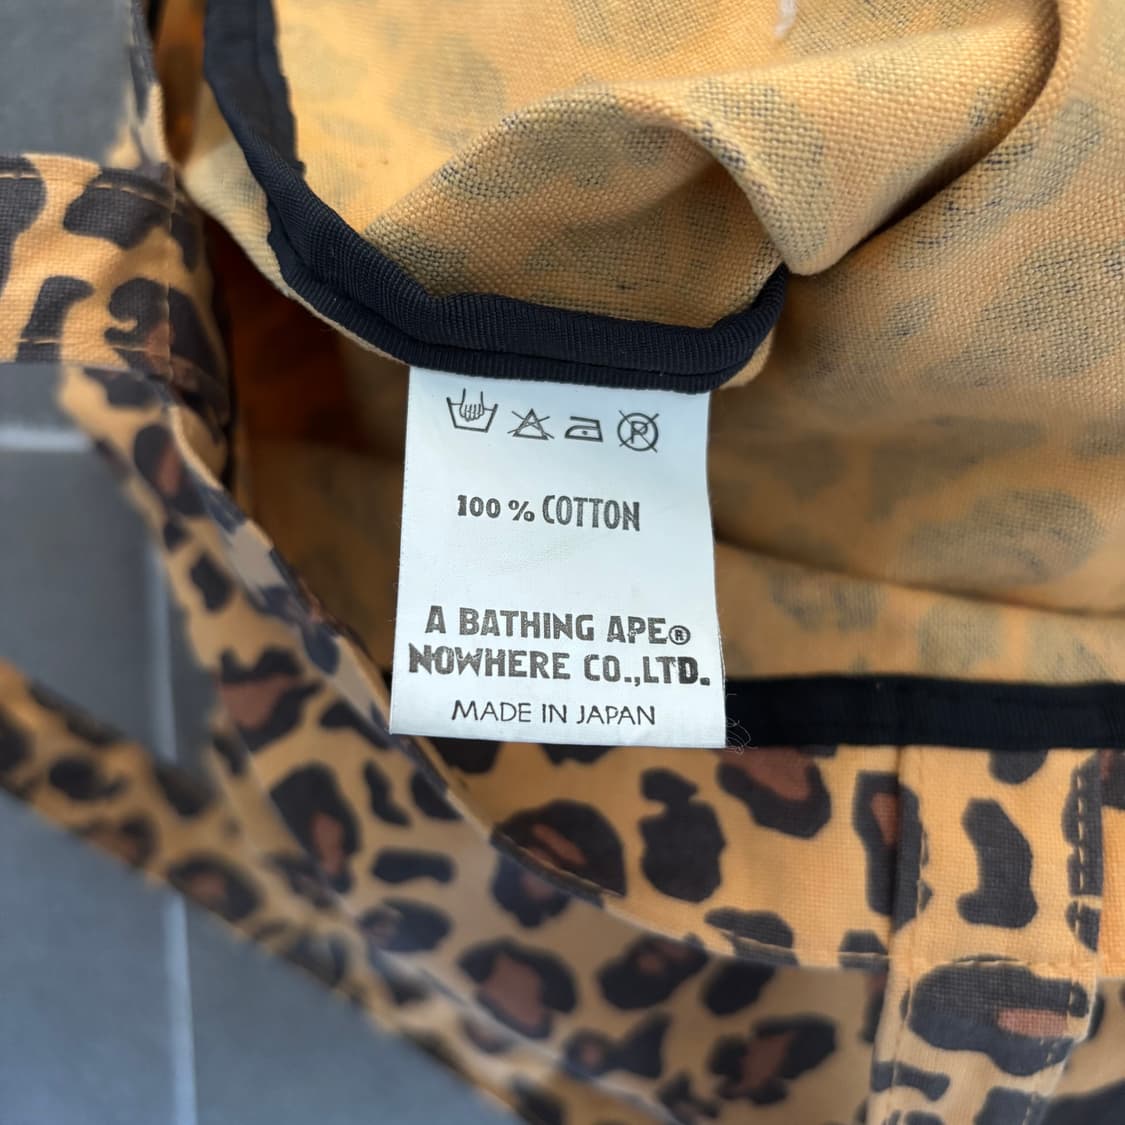 P
100 % COTTON
A BATHING APE®
NOWHERE CO.,LTD.
MADE IN JAPAN